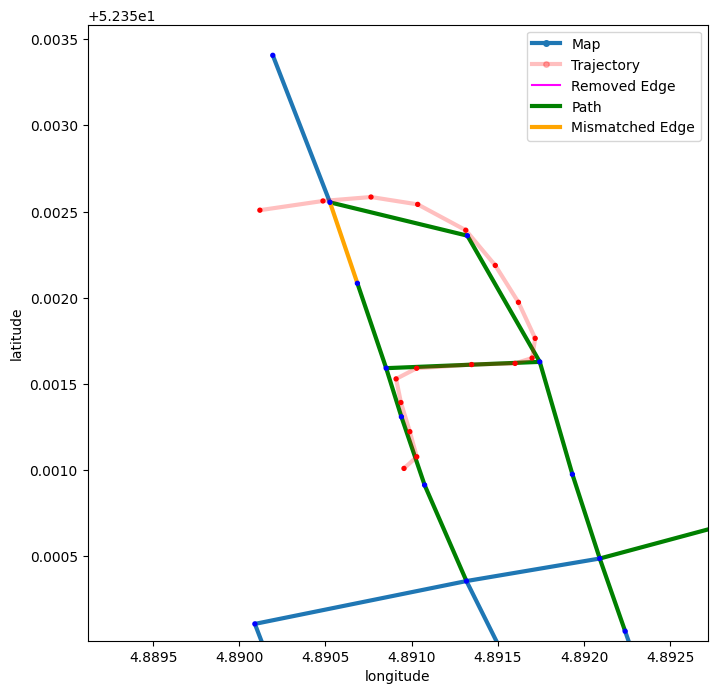 +5.235e1
0.0035
0.0030
0.0025
0.0020
0.0015
0.0010
0.0005
latitude
4.8895 4.8900 4.8905 4.8910 4.8915 4.8920 4.8925
longitude
Map
Trajectory
Removed Edge
Path
Mismatched Edge